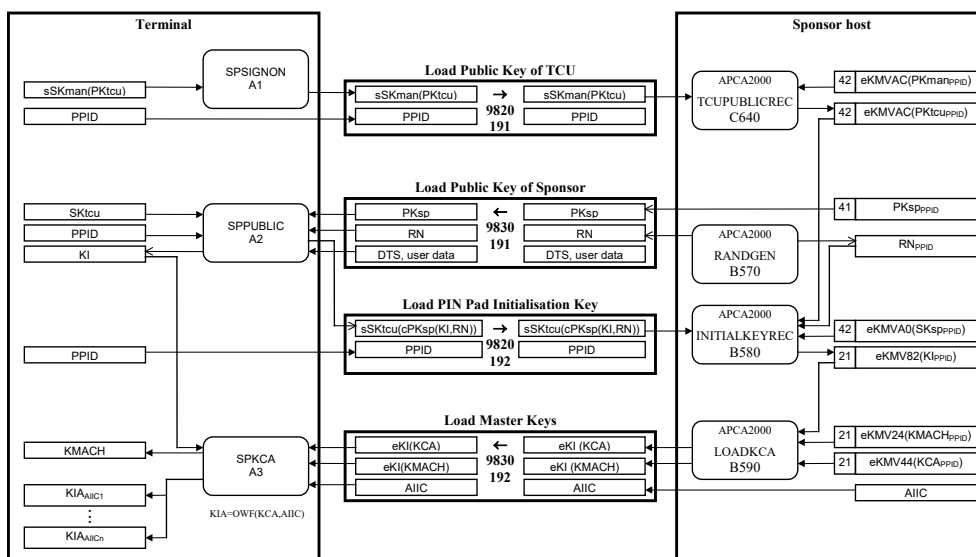 Terminal
Sponsor host
Load Public Key of TCU
SPSIGNON
A1
sSKman(PKtcu)
PPID
sSKman(PKtcu)
→
sSKman(PKtcu)
PPID
9820
191
PPID
APCA2000
TCUPUBLICREC
C640
42 eKMVAC(PKmanPPID)
42 eKMVAC(PKtcuPPID)
Load Public Key of Sponsor
SKtcu
PPID
KI
SPPUBLIC
A2
PKsp
←
PKsp
RN
9830
191
RN
DTS, user data
DTS, user data
APCA2000
RANDGEN
B570
41 PKspPPID
RNPPID
Load PIN Pad Initialisation Key
sSKtcu(cPKsp(KI,RN))
→
sSKtcu(cPKsp(KI,RN))
PPID
PPID
9820
192
PPID
APCA2000
INITIALKEYREC
B580
42 eKMVA0(SKspPPID)
21 eKMV82(KIPPID)
Load Master Keys
KMACH
KIAAIIC1
⋮
KIAAIICn
SPKCA
A3
KIA=OWF(KCA,AIIC)
eKI(KCA)
←
eKI (KCA)
eKI(KMACH)
9830
192
eKI (KMACH)
AIIC
AIIC
APCA2000
LOADKCA
B590
21 eKMV24(KMACHPPID)
21 eKMV44(KCAPPID)
AIIC